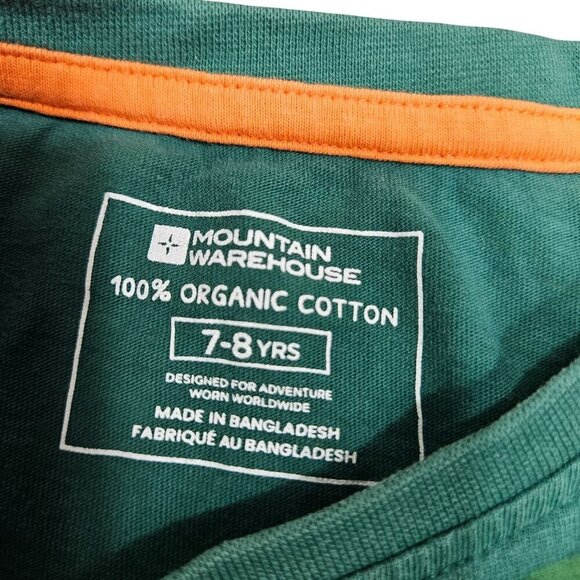 MOUNTAIN
WAREHOUSE
100% ORGANIC COTTON
7-8 YRS
DESIGNED FOR ADVENTURE
WORN WORLDWIDE
MADE IN BANGLADESH
FABRIQUÉ AU BANGLADESH